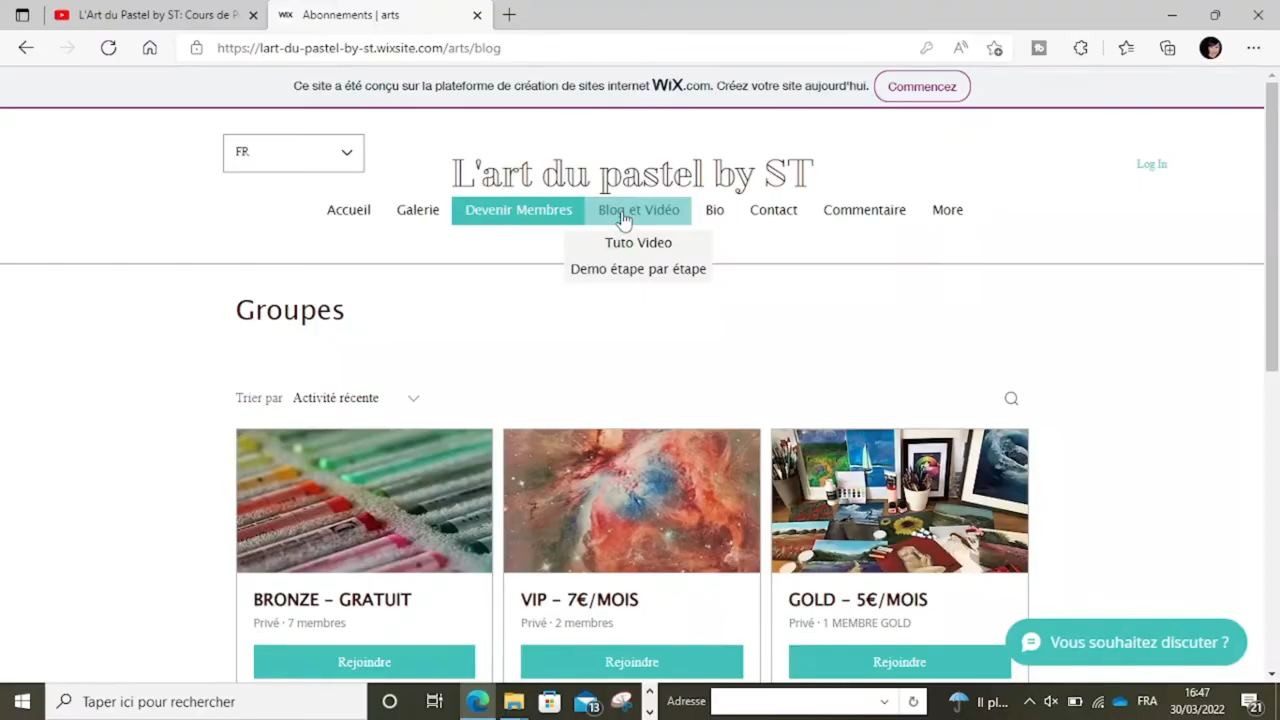 L'Art du Pastel by ST: Cours de P
WIX Abonnements | arts
https://lart-du-pastel-by-st.wixsite.com/arts/blog
Ce site a été conçu sur la plateforme de création de sites internet WIX.com. Créez votre site aujourd'hui. Commencez
FR
L'art du pastel by ST
Log In
Accueil Galerie Devenir Membres Blog et Vidéo Bio Contact Commentaire More
Tuto Video
Demo étape par étape
Groupes
Trier par Activité récente
BRONZE - GRATUIT
Privé · 7 membres
Rejoindre
VIP - 7€/MOIS
Privé · 2 membres
Rejoindre
GOLD - 5€/MOIS
Privé · 1 MEMBRE GOLD
Rejoindre
Vous souhaitez discuter ?
Taper ici pour rechercher
13
Adresse
Il pl...
FRA
16:47
30/03/2022
21